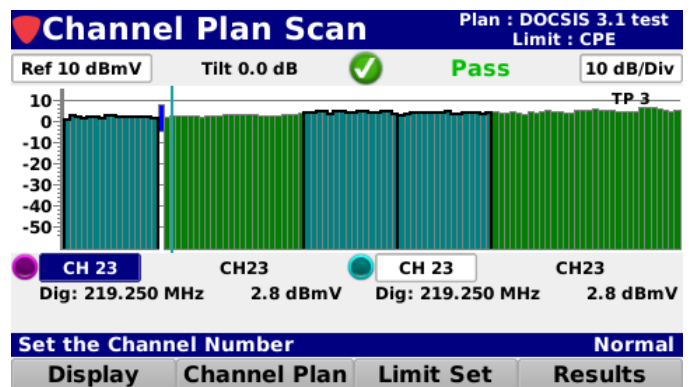 Channel Plan Scan
Plan : DOCSIS 3.1 test
Limit : CPE
Ref 10 dBmV Tilt 0.0 dB Pass 10 dB/Div
TP 3
10
0
-10
-20
-30
-40
-50
CH 23 CH23 CH 23 CH23
Dig: 219.250 MHz 2.8 dBmV Dig: 219.250 MHz 2.8 dBmV
Set the Channel Number Normal
Display Channel Plan Limit Set Results